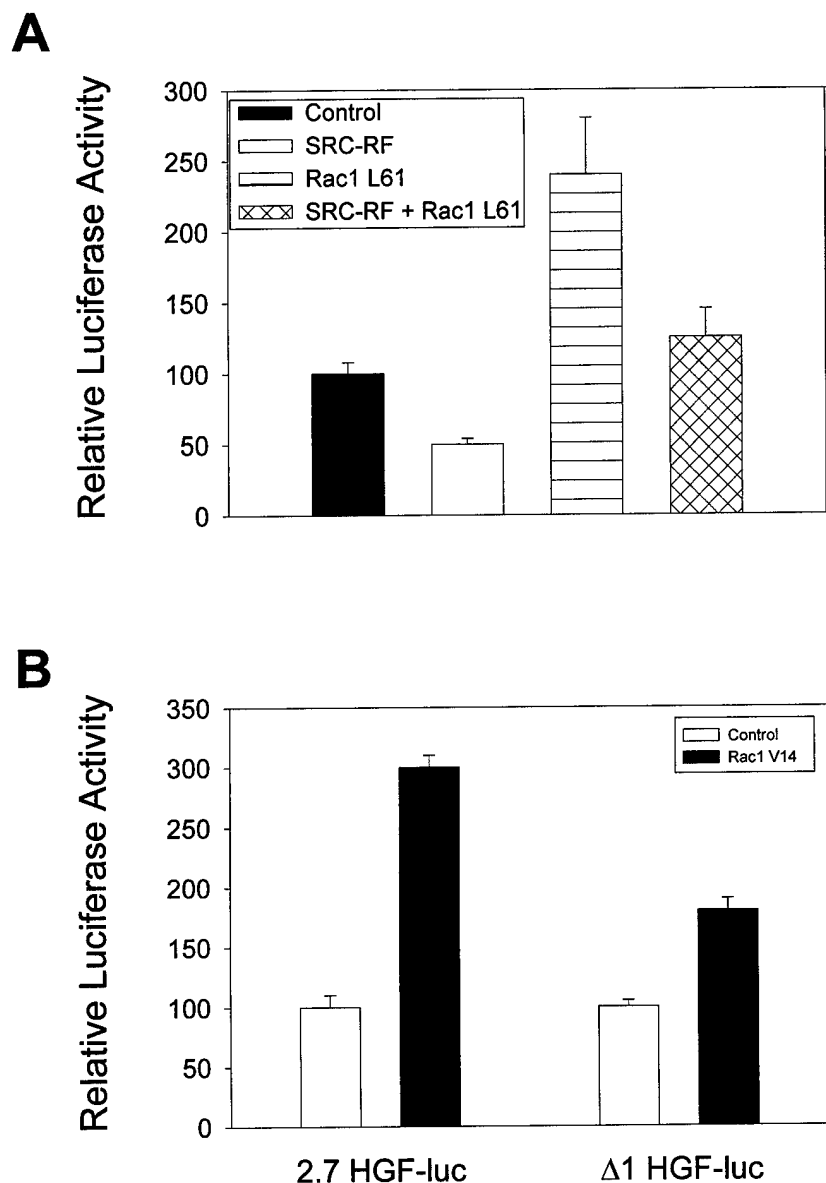 A
Relative Luciferase Activity
300
250
200
150
100
50
0
Control
SRC-RF
Rac1 L61
SRC-RF + Rac1 L61
B
Relative Luciferase Activity
350
300
250
200
150
100
50
0
Control
Rac1 V14
2.7 HGF-luc
Δ1 HGF-luc